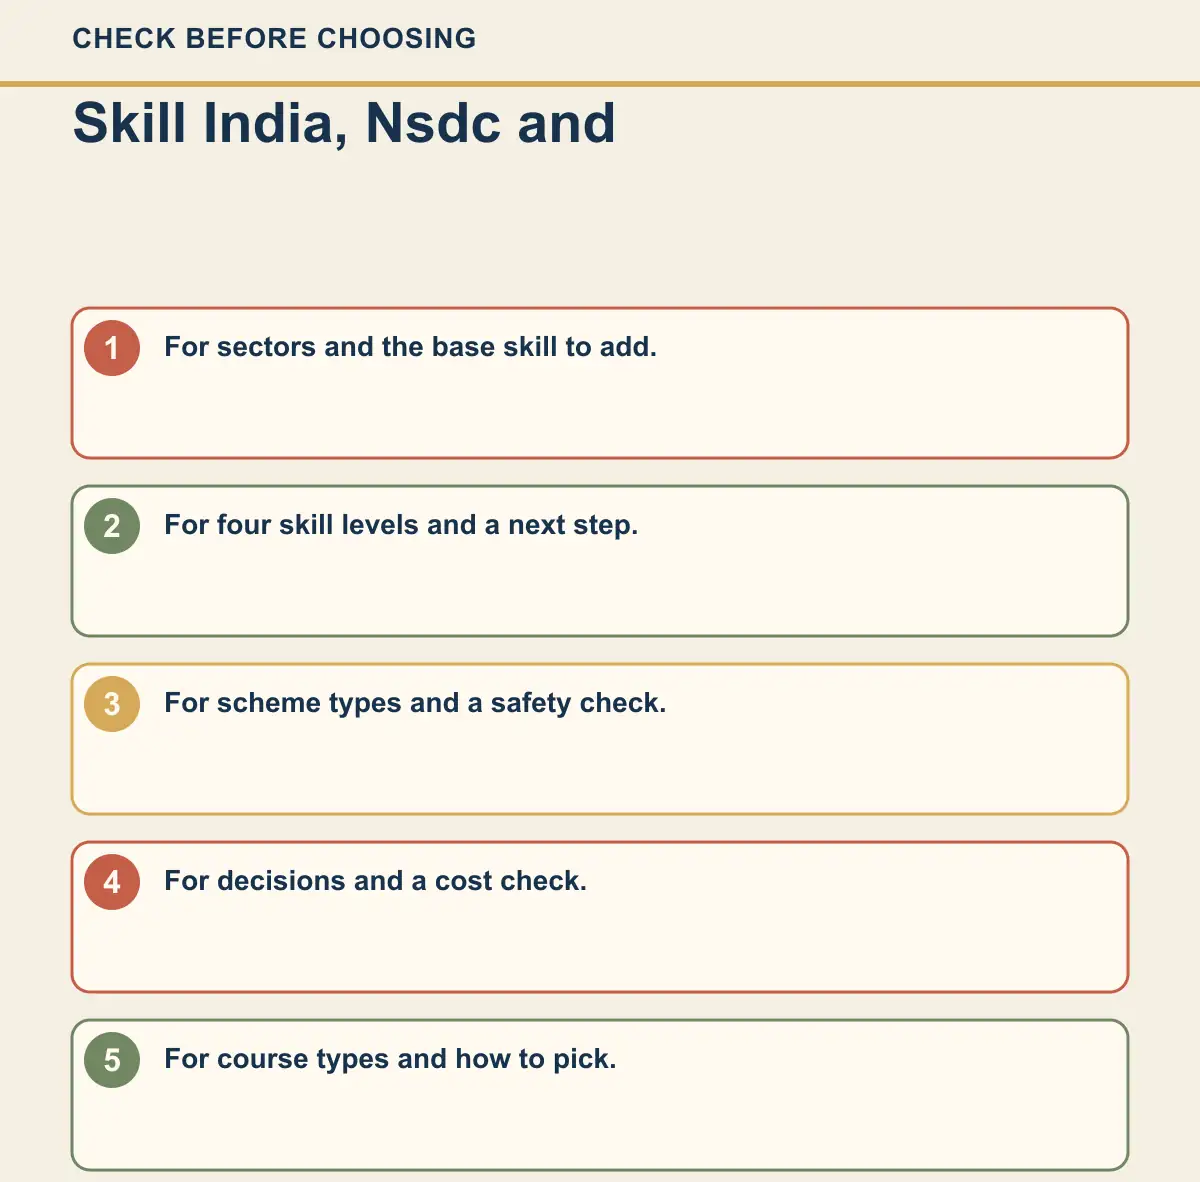 CHECK BEFORE CHOOSING
Skill India, Nsdc and
1 For sectors and the base skill to add.
2 For four skill levels and a next step.
3 For scheme types and a safety check.
4 For decisions and a cost check.
5 For course types and how to pick.